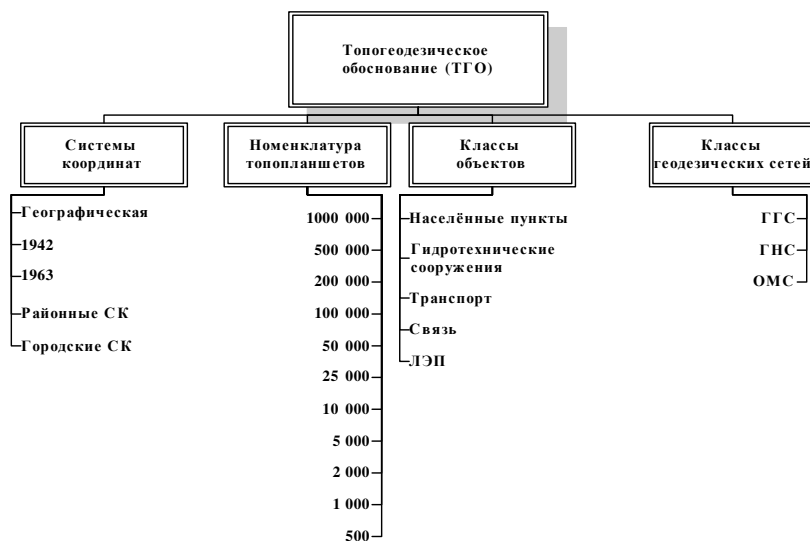 Топогеодезическое
обоснование (ТГО)
Системы
координат
Номенклатура
топопланшетов
Классы
объектов
Классы
геодезических сетей
Географическая
1942
1963
Районные СК
Городские СК
1000 000
500 000
200 000
100 000
50 000
25 000
10 000
5 000
2 000
1 000
500
Населённые пункты
Гидротехнические
сооружения
Транспорт
Связь
ЛЭП
ГГС
ГНС
ОМС